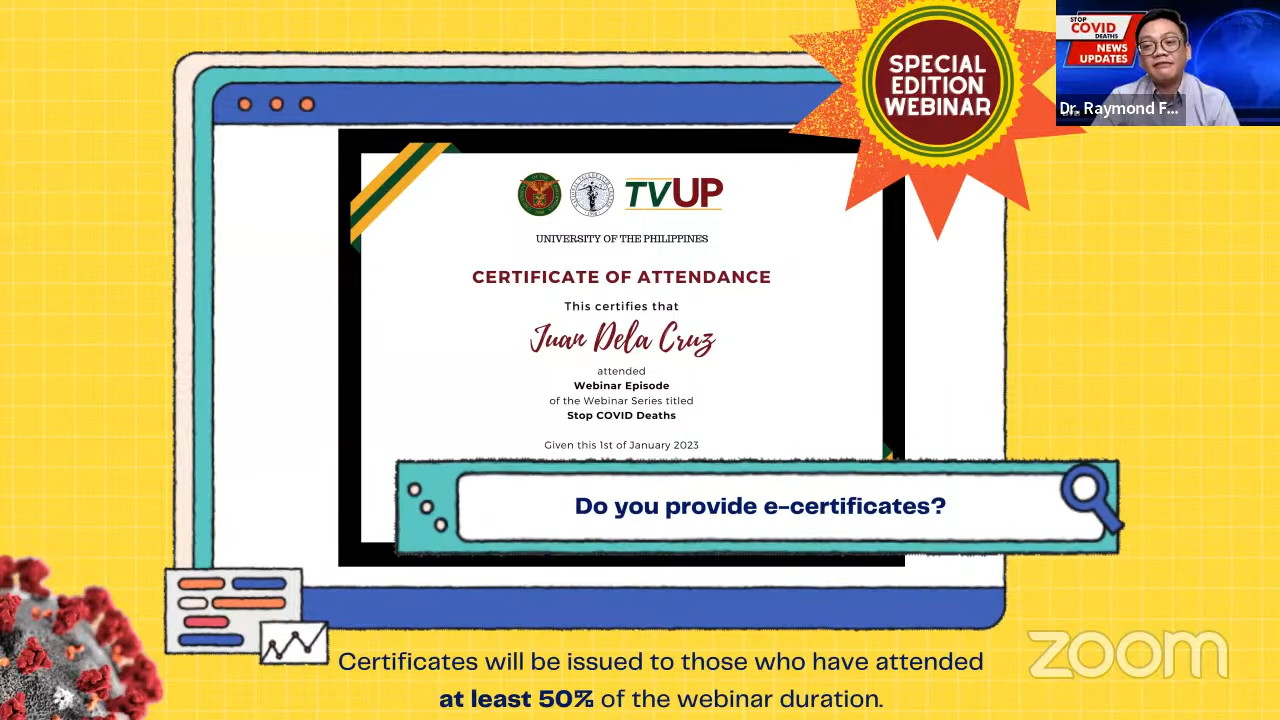 SPECIAL
EDITION
WEBINAR
STOP
COVID
DEATHS
NEWS
UPDATES
Dr. Raymond F...
TVUP
UNIVERSITY OF THE PHILIPPINES
CERTIFICATE OF ATTENDANCE
This certifies that
Juan Dela Cruz
attended
Webinar Episode
of the Webinar Series titled
Stop COVID Deaths
Given this 1st of January 2023
Do you provide e-certificates?
zoom
Certificates will be issued to those who have attended
at least 50% of the webinar duration.